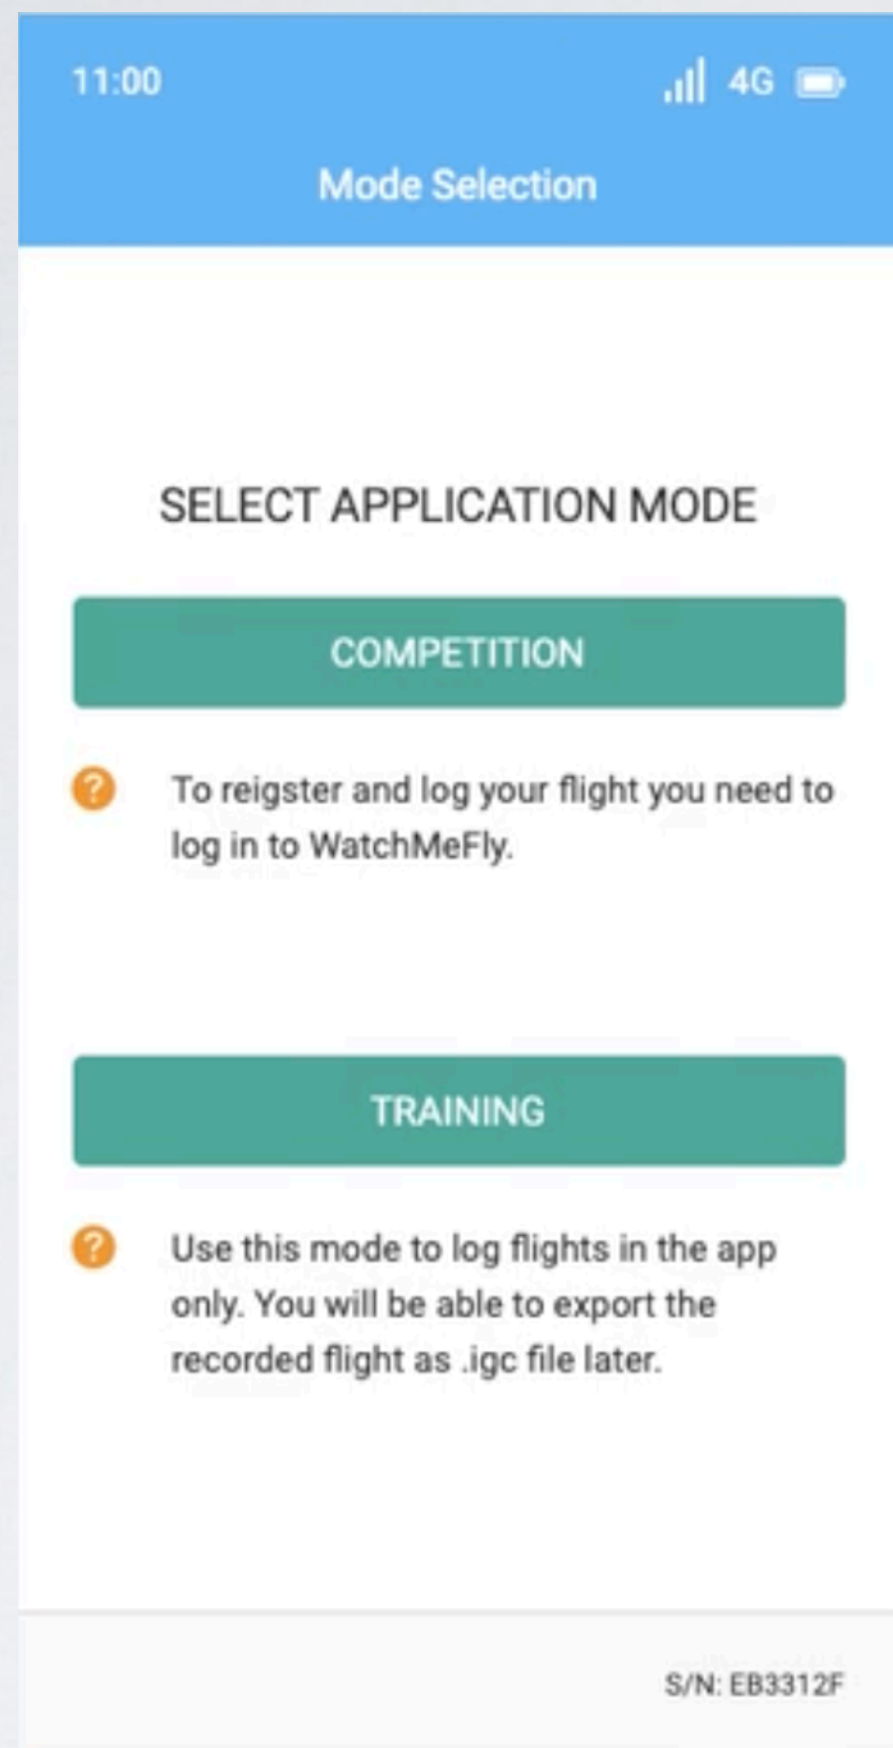 11:00 4G
Mode Selection
SELECT APPLICATION MODE
COMPETITION
? To reigster and log your flight you need to
log in to WatchMeFly.
TRAINING
? Use this mode to log flights in the app
only. You will be able to export the
recorded flight as .igc file later.
S/N: EB3312F